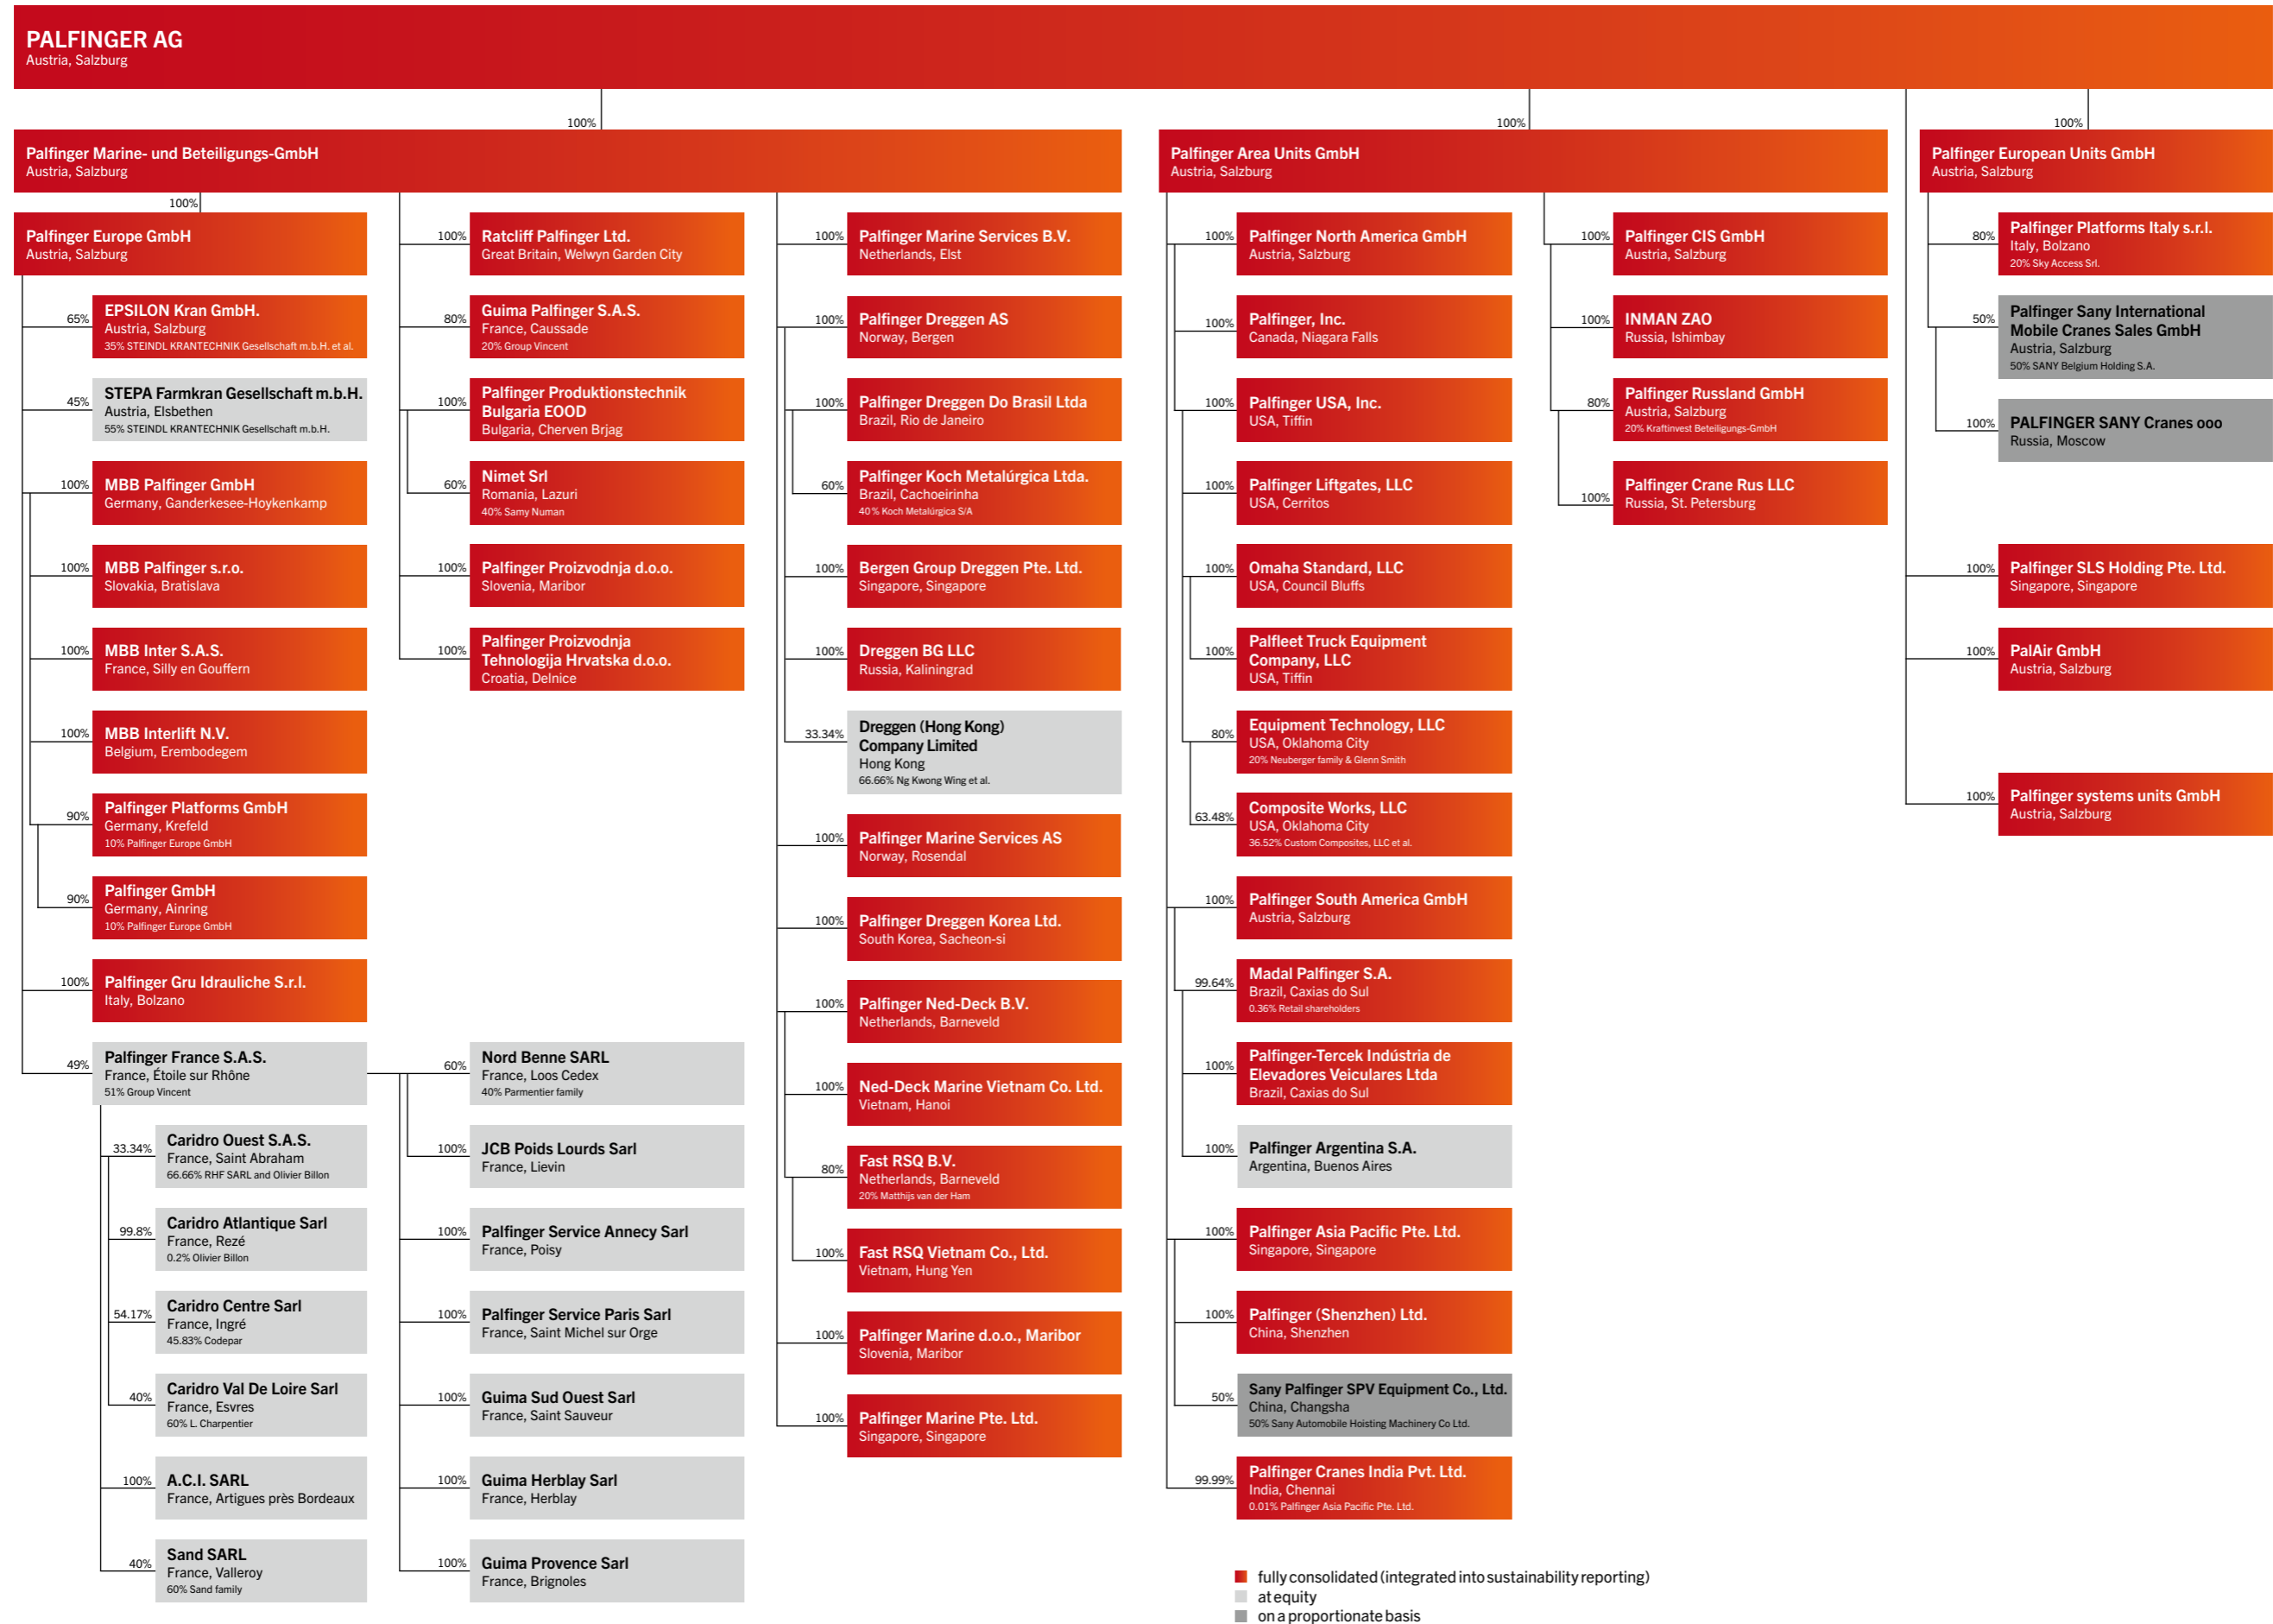 PALFINGER AG
Austria, Salzburg
100%
Palfinger Marine- und Beteiligungs-GmbH
Austria, Salzburg
100%
Palfinger Europe GmbH
Austria, Salzburg
65%
EPSILON Kran GmbH.
Austria, Salzburg
35% STEINDL KRANTECHNIK Gesellschaft m.b.H. et al.
45%
STEPA Farmkran Gesellschaft m.b.H.
Austria, Elsbethen
55% STEINDL KRANTECHNIK Gesellschaft m.b.H.
100%
MBB Palfinger GmbH
Germany, Ganderkesee-Hoykenkamp
100%
MBB Palfinger s.r.o.
Slovakia, Bratislava
100%
MBB Inter S.A.S.
France, Silly en Gouffern
100%
MBB Interlift N.V.
Belgium, Erembodegem
90%
Palfinger Platforms GmbH
Germany, Krefeld
10% Palfinger Europe GmbH
90%
Palfinger GmbH
Germany, Ainring
10% Palfinger Europe GmbH
100%
Palfinger Gru Idrauliche S.r.l.
Italy, Bolzano
49%
Palfinger France S.A.S.
France, Étoile sur Rhône
51% Group Vincent
33.34%
Caridro Ouest S.A.S.
France, Saint Abraham
66.66% RHF SARL and Olivier Billon
99.8%
Caridro Atlantique Sarl
France, Rezé
0.2% Olivier Billon
54.17%
Caridro Centre Sarl
France, Ingré
45.83% Codepar
40%
Caridro Val De Loire Sarl
France, Esvres
60% L. Charpentier
100%
A.C.I. SARL
France, Artigues près Bordeaux
40%
Sand SARL
France, Valleroy
60% Sand family
100%
Ratcliff Palfinger Ltd.
Great Britain, Welwyn Garden City
80%
Guima Palfinger S.A.S.
France, Caussade
20% Group Vincent
100%
Palfinger Produktionstechnik
Bulgaria EOOD
Bulgaria, Cherven Brjag
60%
Nimet Srl
Romania, Lazuri
40% Samy Numan
100%
Palfinger Proizvodnja d.o.o.
Slovenia, Maribor
100%
Palfinger Proizvodnja
Tehnologija Hrvatska d.o.o.
Croatia, Delnice
60%
Nord Benne SARL
France, Loos Cedex
40% Parmentier family
100%
JCB Poids Lourds Sarl
France, Lievin
100%
Palfinger Service Annecy Sarl
France, Poisy
100%
Palfinger Service Paris Sarl
France, Saint Michel sur Orge
100%
Guima Sud Ouest Sarl
France, Saint Sauveur
100%
Guima Herblay Sarl
France, Herblay
100%
Guima Provence Sarl
France, Brignoles
100%
Palfinger Marine Services B.V.
Netherlands, Elst
100%
Palfinger Dreggen AS
Norway, Bergen
100%
Palfinger Dreggen Do Brasil Ltda
Brazil, Rio de Janeiro
60%
Palfinger Koch Metalúrgica Ltda.
Brazil, Cachoeirinha
40% Koch Metalúrgica S/A
100%
Bergen Group Dreggen Pte. Ltd.
Singapore, Singapore
100%
Dreggen BG LLC
Russia, Kaliningrad
33.34%
Dreggen (Hong Kong)
Company Limited
Hong Kong
66.66% Ng Kwong Wing et al.
100%
Palfinger Marine Services AS
Norway, Rosendal
100%
Palfinger Dreggen Korea Ltd.
South Korea, Sacheon-si
100%
Palfinger Ned-Deck B.V.
Netherlands, Barneveld
100%
Ned-Deck Marine Vietnam Co. Ltd.
Vietnam, Hanoi
80%
Fast RSQ B.V.
Netherlands, Barneveld
20% Matthijs van der Ham
100%
Fast RSQ Vietnam Co., Ltd.
Vietnam, Hung Yen
100%
Palfinger Marine d.o.o., Maribor
Slovenia, Maribor
100%
Palfinger Marine Pte. Ltd.
Singapore, Singapore
100%
Palfinger Area Units GmbH
Austria, Salzburg
100%
Palfinger North America GmbH
Austria, Salzburg
100%
Palfinger, Inc.
Canada, Niagara Falls
100%
Palfinger USA, Inc.
USA, Tiffin
100%
Palfinger Liftgates, LLC
USA, Cerritos
100%
Omaha Standard, LLC
USA, Council Bluffs
100%
Palfleet Truck Equipment
Company, LLC
USA, Tiffin
80%
Equipment Technology, LLC
USA, Oklahoma City
20% Neuberger family & Glenn Smith
63.48%
Composite Works, LLC
USA, Oklahoma City
36.52% Custom Composites, LLC et al.
100%
Palfinger South America GmbH
Austria, Salzburg
99.64%
Madal Palfinger S.A.
Brazil, Caxias do Sul
0.36% Retail shareholders
100%
Palfinger-Tercek Indústria de
Elevadores Veiculares Ltda
Brazil, Caxias do Sul
100%
Palfinger Argentina S.A.
Argentina, Buenos Aires
100%
Palfinger Asia Pacific Pte. Ltd.
Singapore, Singapore
100%
Palfinger (Shenzhen) Ltd.
China, Shenzhen
50%
Sany Palfinger SPV Equipment Co., Ltd.
China, Changsha
50% Sany Automobile Hoisting Machinery Co Ltd.
99.99%
Palfinger Cranes India Pvt. Ltd.
India, Chennai
0.01% Palfinger Asia Pacific Pte. Ltd.
100%
Palfinger CIS GmbH
Austria, Salzburg
100%
INMAN ZAO
Russia, Ishimbay
80%
Palfinger Russland GmbH
Austria, Salzburg
20% Kraftinvest Beteiligungs-GmbH
100%
Palfinger Crane Rus LLC
Russia, St. Petersburg
100%
Palfinger European Units GmbH
Austria, Salzburg
80%
Palfinger Platforms Italy s.r.l.
Italy, Bolzano
20% Sky Access Srl.
50%
Palfinger Sany International
Mobile Cranes Sales GmbH
Austria, Salzburg
50% SANY Belgium Holding S.A.
100%
PALFINGER SANY Cranes ooo
Russia, Moscow
100%
Palfinger SLS Holding Pte. Ltd.
Singapore, Singapore
100%
PalAir GmbH
Austria, Salzburg
100%
Palfinger systems units GmbH
Austria, Salzburg
fully consolidated (integrated into sustainability reporting)
at equity
on a proportionate basis